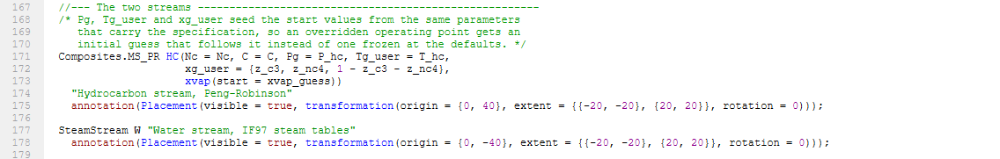 167 //--- The two streams ------------------------------------------------------
168 /* Pg, Tg_user and xg_user seed the start values from the same parameters
169 that carry the specification, so an overridden operating point gets an
170 initial guess that follows it instead of one frozen at the defaults. */
171 Composites.MS_PR HC(Nc = Nc, C = C, Pg = P_hc, Tg_user = T_hc,
172 xg_user = {z_c3, z_nc4, 1 - z_c3 - z_nc4},
173 xvap(start = xvap_guess))
174 "Hydrocarbon stream, Peng-Robinson"
175 annotation(Placement(visible = true, transformation(origin = {0, 40}, extent = {{-20, -20}, {20, 20}}, rotation = 0)));
176
177 SteamStream W "Water stream, IF97 steam tables"
178 annotation(Placement(visible = true, transformation(origin = {0, -40}, extent = {{-20, -20}, {20, 20}}, rotation = 0)));
179